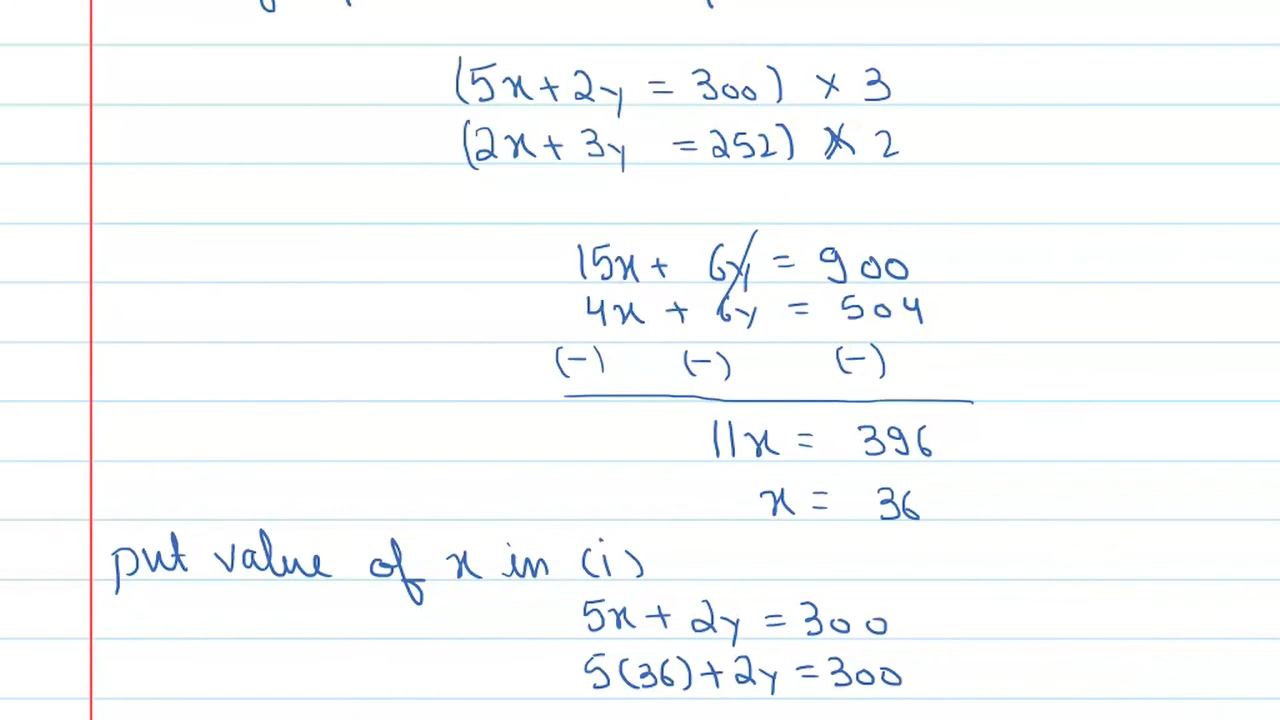 (5x + 2y = 300) × 3
(2x + 3y = 252) × 2
15x + 6y = 900
4x + 6y = 504
(-) (-) (-)
11x = 396
x = 36
put value of x in (i)
5x + 2y = 300
5(36) + 2y = 300